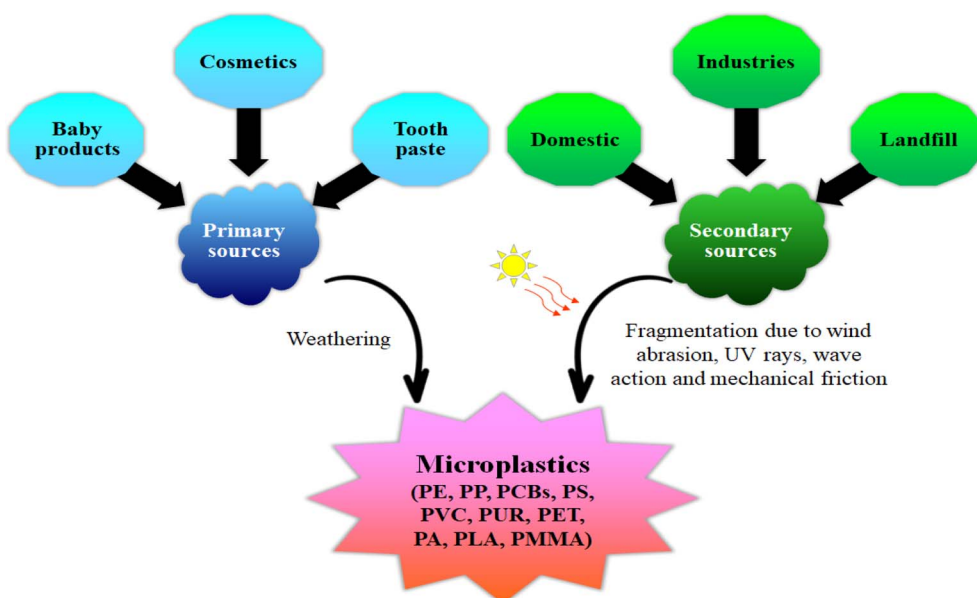 Cosmetics
Industries
Baby
products
Tooth
paste
Domestic
Landfill
Primary
sources
Secondary
sources
Weathering
Fragmentation due to wind
abrasion, UV rays, wave
action and mechanical friction
Microplastics
(PE, PP, PCBs, PS,
PVC, PUR, PET,
PA, PLA, PMMA)